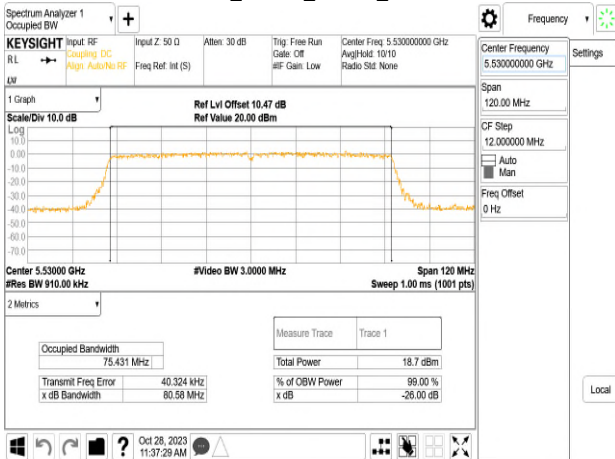 Spectrum Analyzer 1
Occupied BW
Frequency
KEYSIGHT
RL
Input: RF
Coupling: DC
Align: Auto/No RF
Input Z: 50 Ω
Freq Ref: Int (S)
Atten: 30 dB
Trig: Free Run
Gate: Off
#IF Gain: Low
Center Freq: 5.530000000 GHz
Avg|Hold: 10/10
Radio Std: None
Center Frequency
5.530000000 GHz
Settings
Span
120.00 MHz
CF Step
12.000000 MHz
Auto
Man
Freq Offset
0 Hz
Local
1 Graph
Scale/Div 10.0 dB
Ref Lvl Offset 10.47 dB
Ref Value 20.00 dBm
Log
10.0
0.00
-10.0
-20.0
-30.0
-40.0
-50.0
-60.0
-70.0
Center 5.53000 GHz
#Video BW 3.0000 MHz
Span 120 MHz
#Res BW 910.00 kHz
Sweep 1.00 ms (1001 pts)
2 Metrics
Measure Trace
Trace 1
Occupied Bandwidth
75.431 MHz
Total Power
18.7 dBm
Transmit Freq Error
40.324 kHz
% of OBW Power
99.00 %
x dB Bandwidth
80.58 MHz
x dB
-26.00 dB
?
Oct 28, 2023
11:37:29 AM